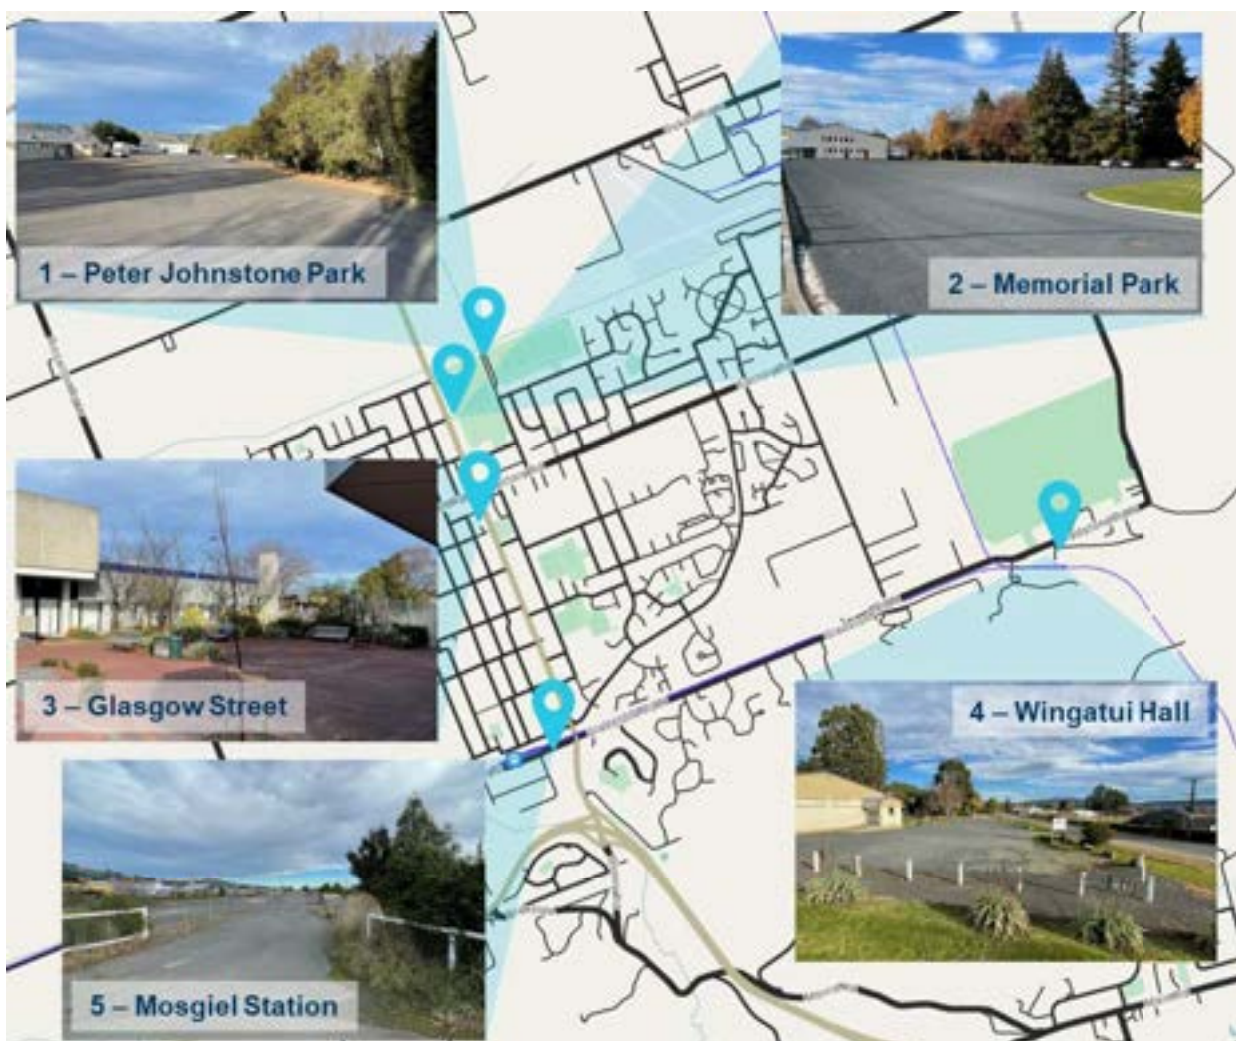 1 – Peter Johnstone Park
2 – Memorial Park
3 – Glasgow Street
4 – Wingatui Hall
5 – Mosgiel Station